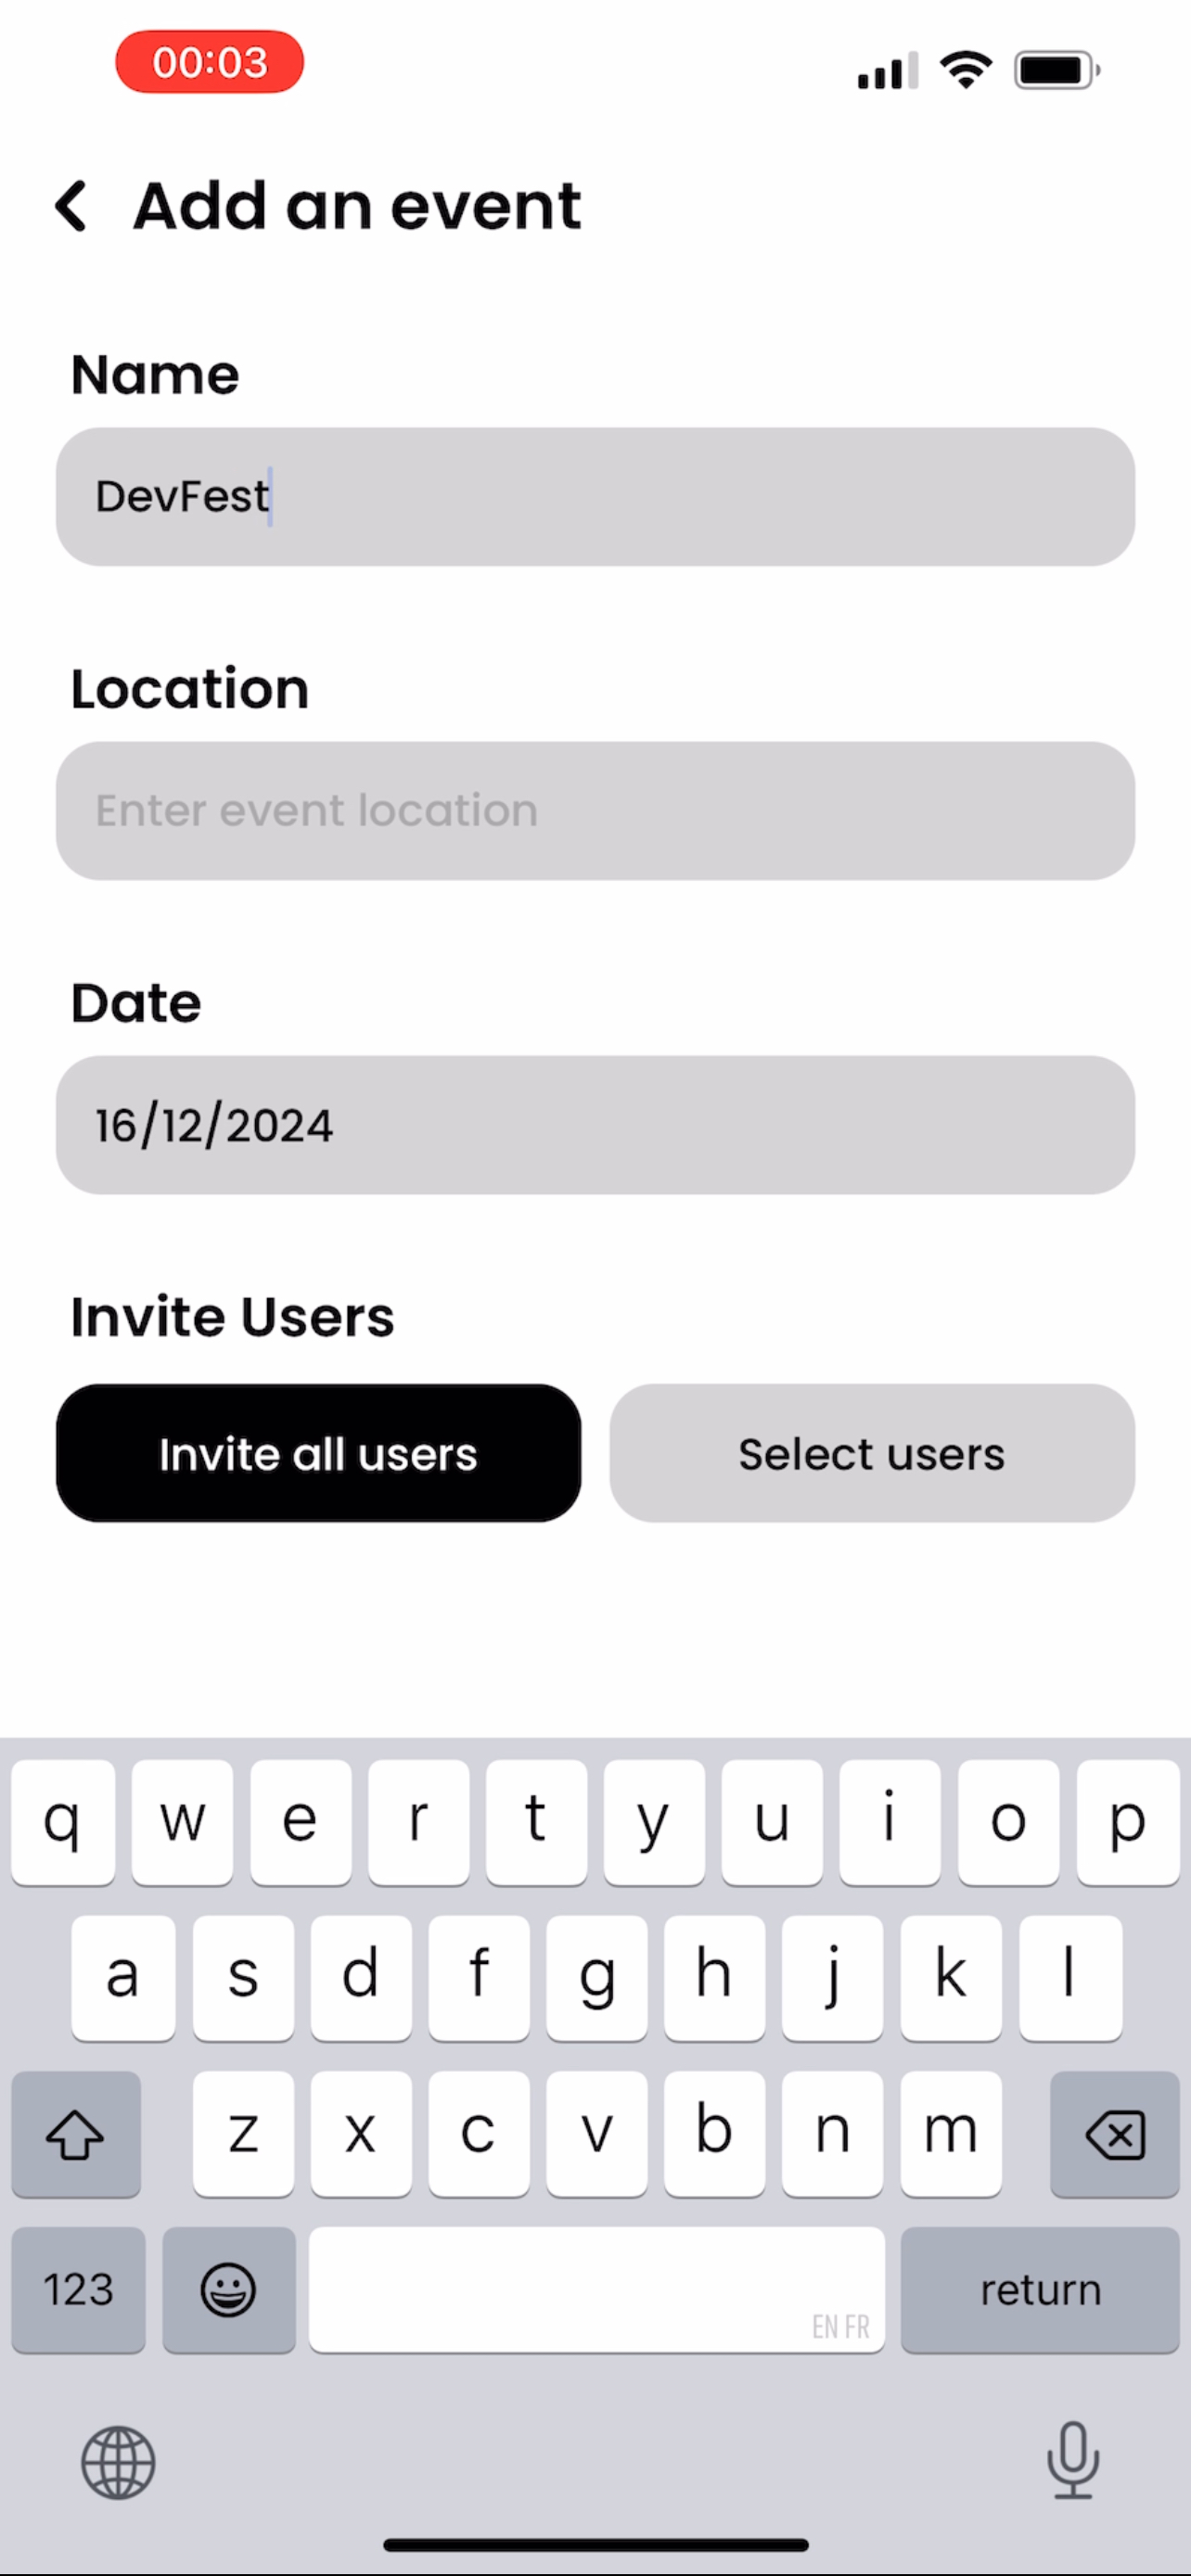 00:03
Add an event
Name
DevFest
Location
Enter event location
Date
16/12/2024
Invite Users
Invite all users Select users
q w e r t y u i o p
a s d f g h j k l
z x c v b n m
123 EN FR return